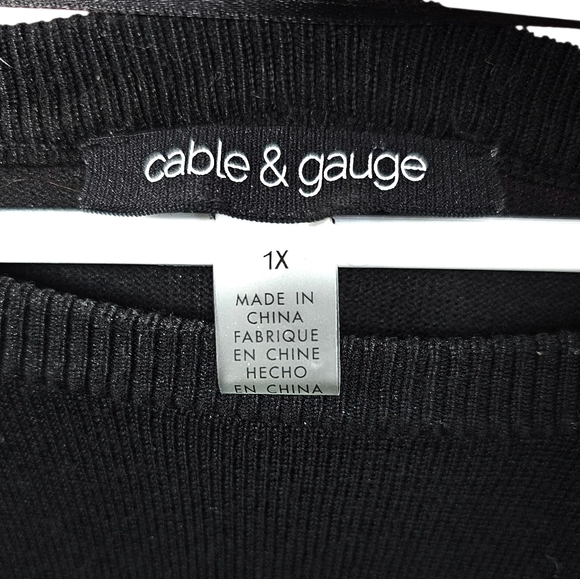 cable & gauge
1X
MADE IN
CHINA
FABRIQUE
EN CHINE
HECHO
EN CHINA